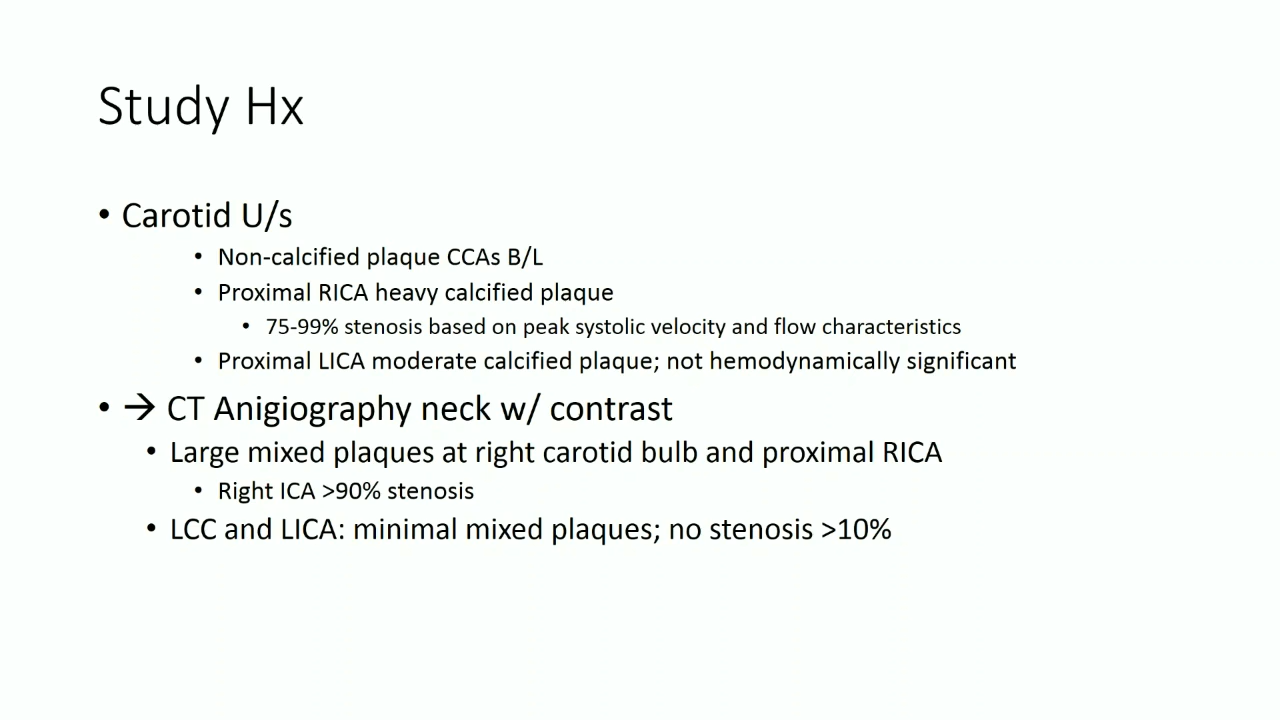 Study Hx
• Carotid U/s
• Non-calcified plaque CCAs B/L
• Proximal RICA heavy calcified plaque
• 75-99% stenosis based on peak systolic velocity and flow characteristics
• Proximal LICA moderate calcified plaque; not hemodynamically significant
• → CT Anigiography neck w/ contrast
• Large mixed plaques at right carotid bulb and proximal RICA
• Right ICA >90% stenosis
• LCC and LICA: minimal mixed plaques; no stenosis >10%